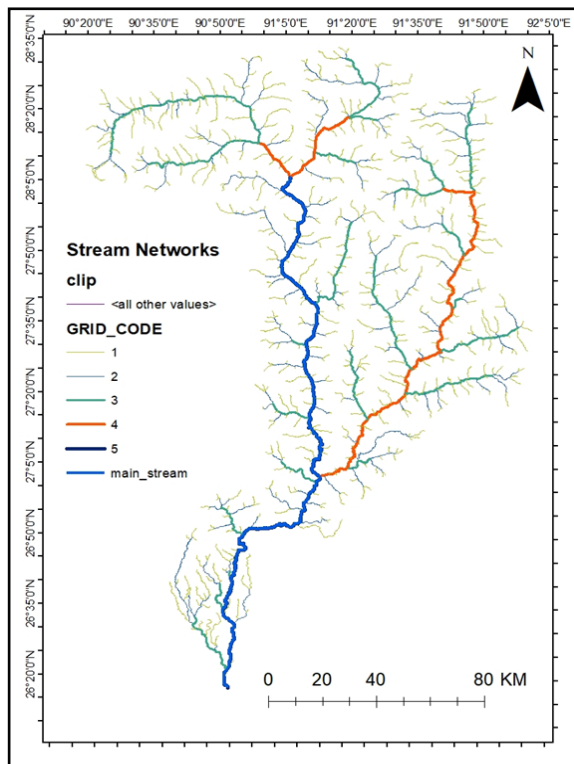 90°20'0"E 90°35'0"E 90°50'0"E 91°5'0"E 91°20'0"E 91°35'0"E 91°50'0"E 92°5'0"E
28°35'0"N
28°20'0"N
28°5'0"N
27°50'0"N
27°35'0"N
27°20'0"N
27°5'0"N
26°50'0"N
26°35'0"N
26°20'0"N
N
Stream Networks
clip
<all other values>
GRID_CODE
1
2
3
4
5
main_stream
0 20 40 60 80 KM